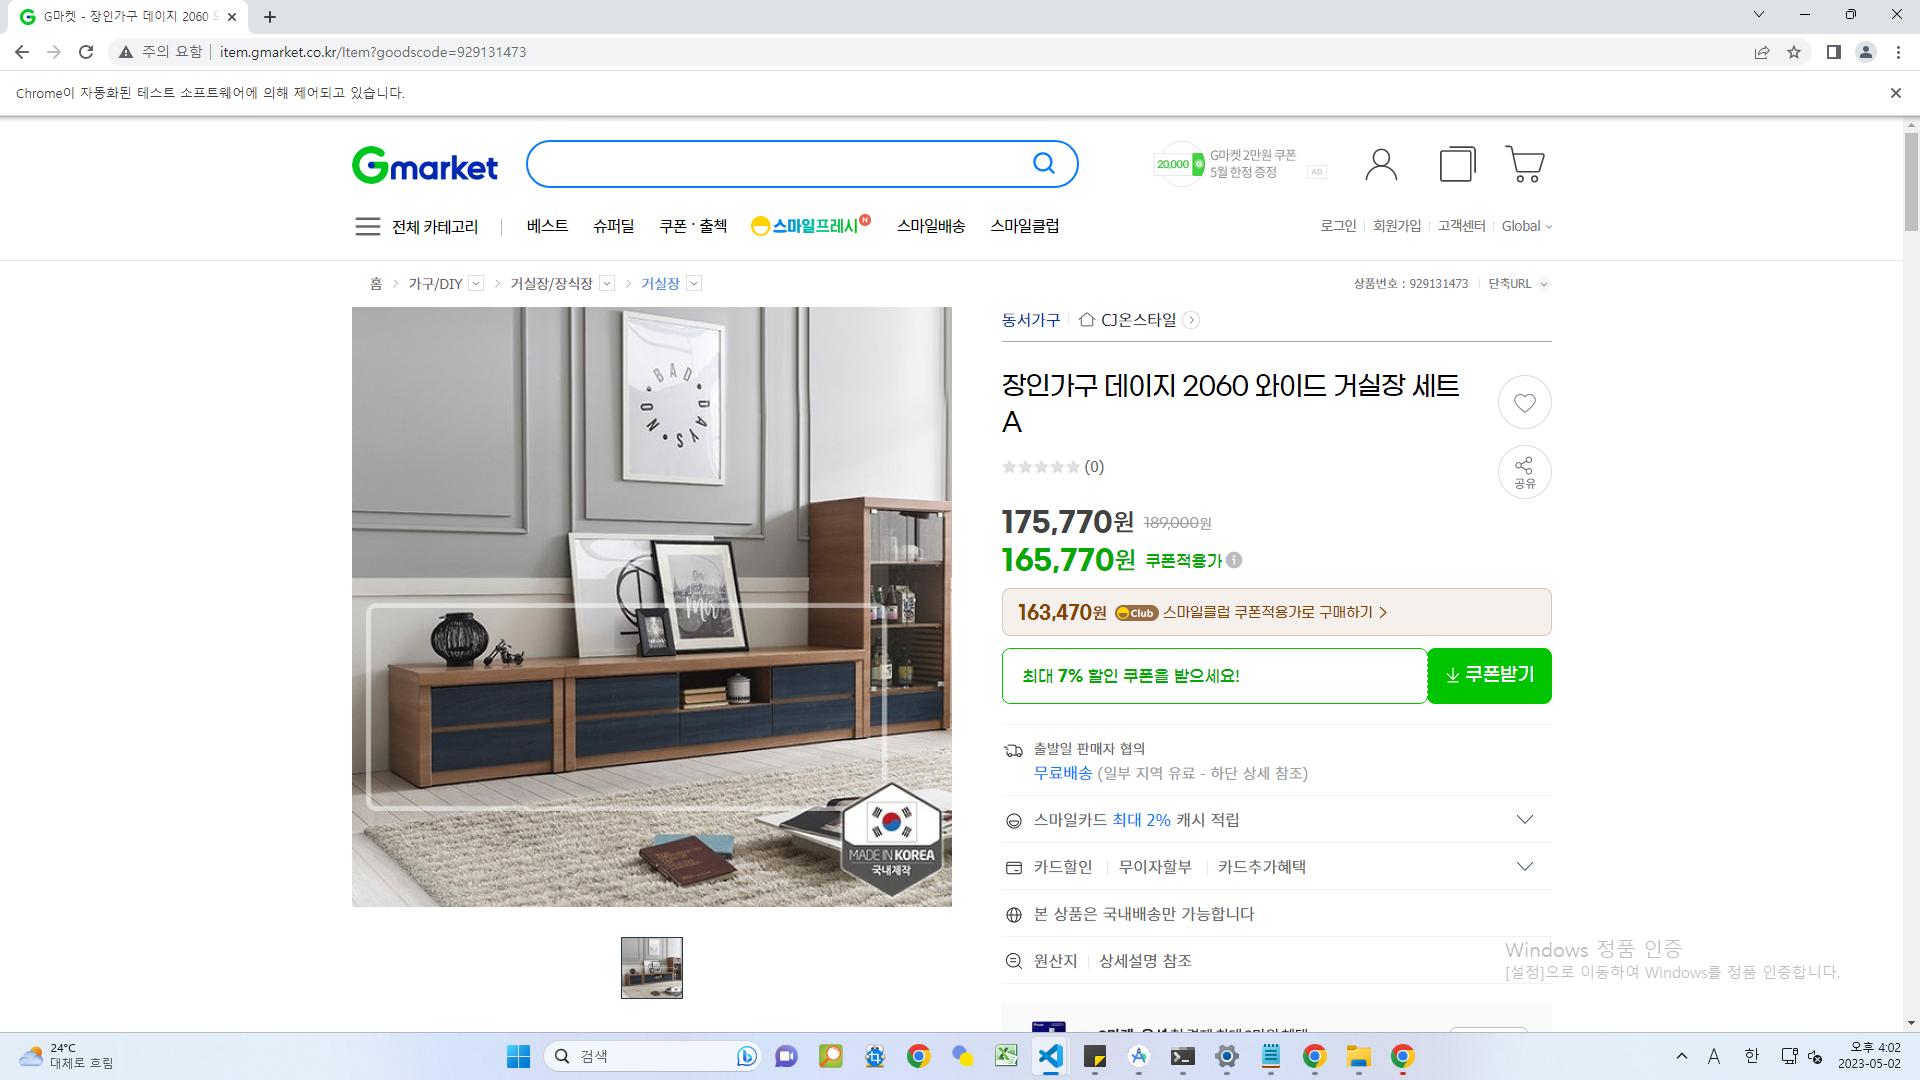 G마켓 - 장인가구 데이지 2060 와
주의 요함 item.gmarket.co.kr/Item?goodscode=929131473
Chrome이 자동화된 테스트 소프트웨어에 의해 제어되고 있습니다.
Gmarket
20,000 G G마켓 2만원 쿠폰
5월 한정 증정 AD
전체 카테고리 베스트 슈퍼딜 쿠폰·출첵 스마일프레시 N 스마일배송 스마일클럽
로그인 회원가입 고객센터 Global
홈 가구/DIY 거실장/장식장 거실장
상품번호 : 929131473 단축URL
BAD DAYS NO
MADE IN KOREA
국내제작
동서가구 CJ온스타일
장인가구 데이지 2060 와이드 거실장 세트
A
(0)
공유
175,770원 189,000원
165,770원 쿠폰적용가
163,470원 Club 스마일클럽 쿠폰적용가로 구매하기
최대 7% 할인 쿠폰을 받으세요! 쿠폰받기
출발일 판매자 협의
무료배송 (일부 지역 유료 - 하단 상세 참조)
스마일카드 최대 2% 캐시 적립
카드할인 무이자할부 카드추가혜택
본 상품은 국내배송만 가능합니다
원산지 상세설명 참조
Windows 정품 인증
[설정]으로 이동하여 Windows를 정품 인증합니다.
24°C
대체로 흐림
검색
A 한
오후 4:02
2023-05-02